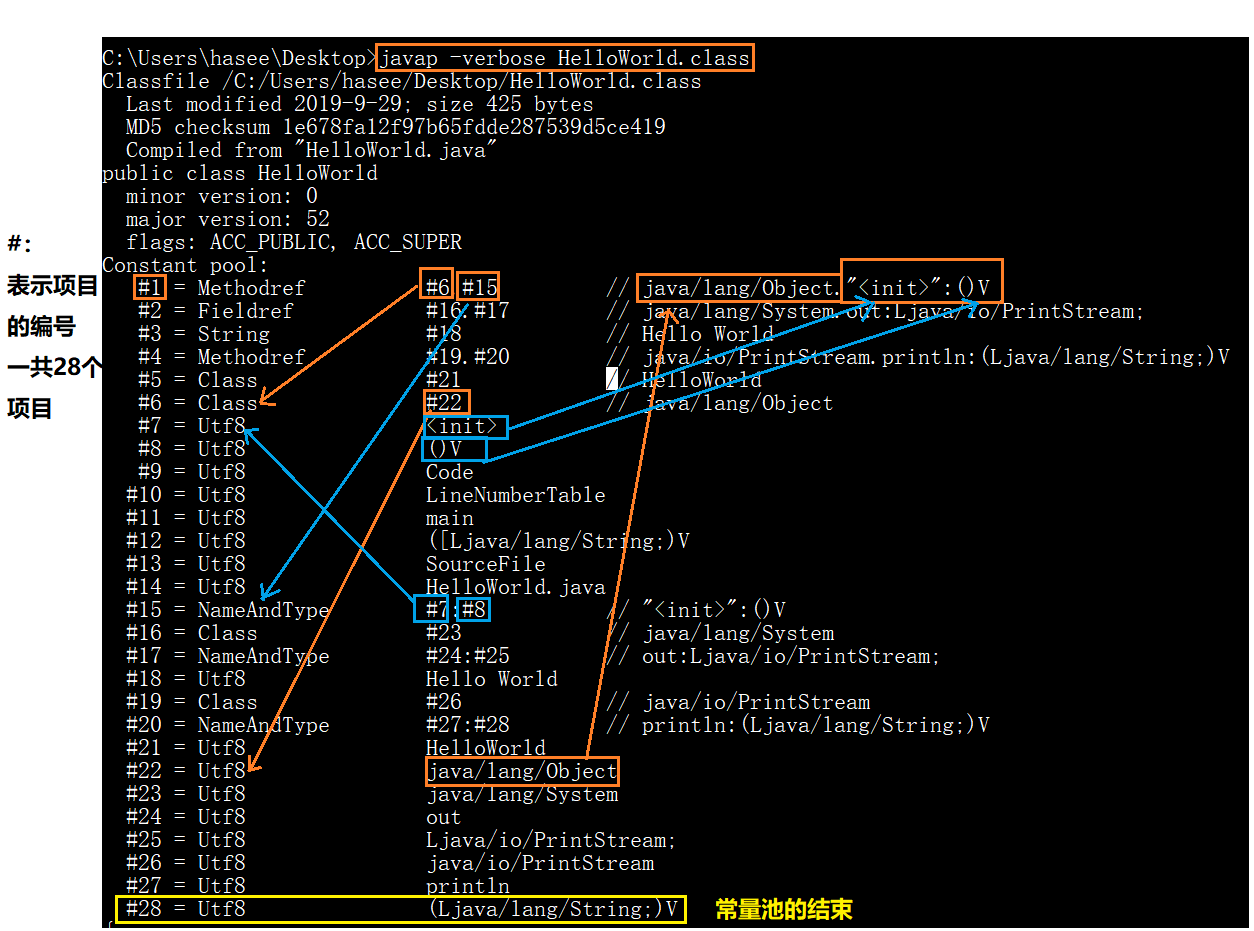 C:\Users\hasee\Desktop>javap -verbose HelloWorld.class
Classfile /C:/Users/hasee/Desktop/HelloWorld.class
Last modified 2019-9-29; size 425 bytes
MD5 checksum 1e678fa12f97b65fdde287539d5ce419
Compiled from "HelloWorld.java"
public class HelloWorld
minor version: 0
major version: 52
flags: ACC_PUBLIC, ACC_SUPER
Constant pool:
#1 = Methodref #6.#15 // java/lang/Object."<init>":()V
#2 = Fieldref #16.#17 // java/lang/System.out:Ljava/io/PrintStream;
#3 = String #18 // Hello World
#4 = Methodref #19.#20 // java/io/PrintStream.println:(Ljava/lang/String;)V
#5 = Class #21 // HelloWorld
#6 = Class #22 // java/lang/Object
#7 = Utf8 <init>
#8 = Utf8 ()V
#9 = Utf8 Code
#10 = Utf8 LineNumberTable
#11 = Utf8 main
#12 = Utf8 ([Ljava/lang/String;)V
#13 = Utf8 SourceFile
#14 = Utf8 HelloWorld.java
#15 = NameAndType #7:#8 // "<init>":()V
#16 = Class #23 // java/lang/System
#17 = NameAndType #24:#25 // out:Ljava/io/PrintStream;
#18 = Utf8 Hello World
#19 = Class #26 // java/io/PrintStream
#20 = NameAndType #27:#28 // println:(Ljava/lang/String;)V
#21 = Utf8 HelloWorld
#22 = Utf8 java/lang/Object
#23 = Utf8 java/lang/System
#24 = Utf8 out
#25 = Utf8 Ljava/io/PrintStream;
#26 = Utf8 java/io/PrintStream
#27 = Utf8 println
#28 = Utf8 (Ljava/lang/String;)V
常量池的结束
#:
表示项目
的编号
一共28个
项目